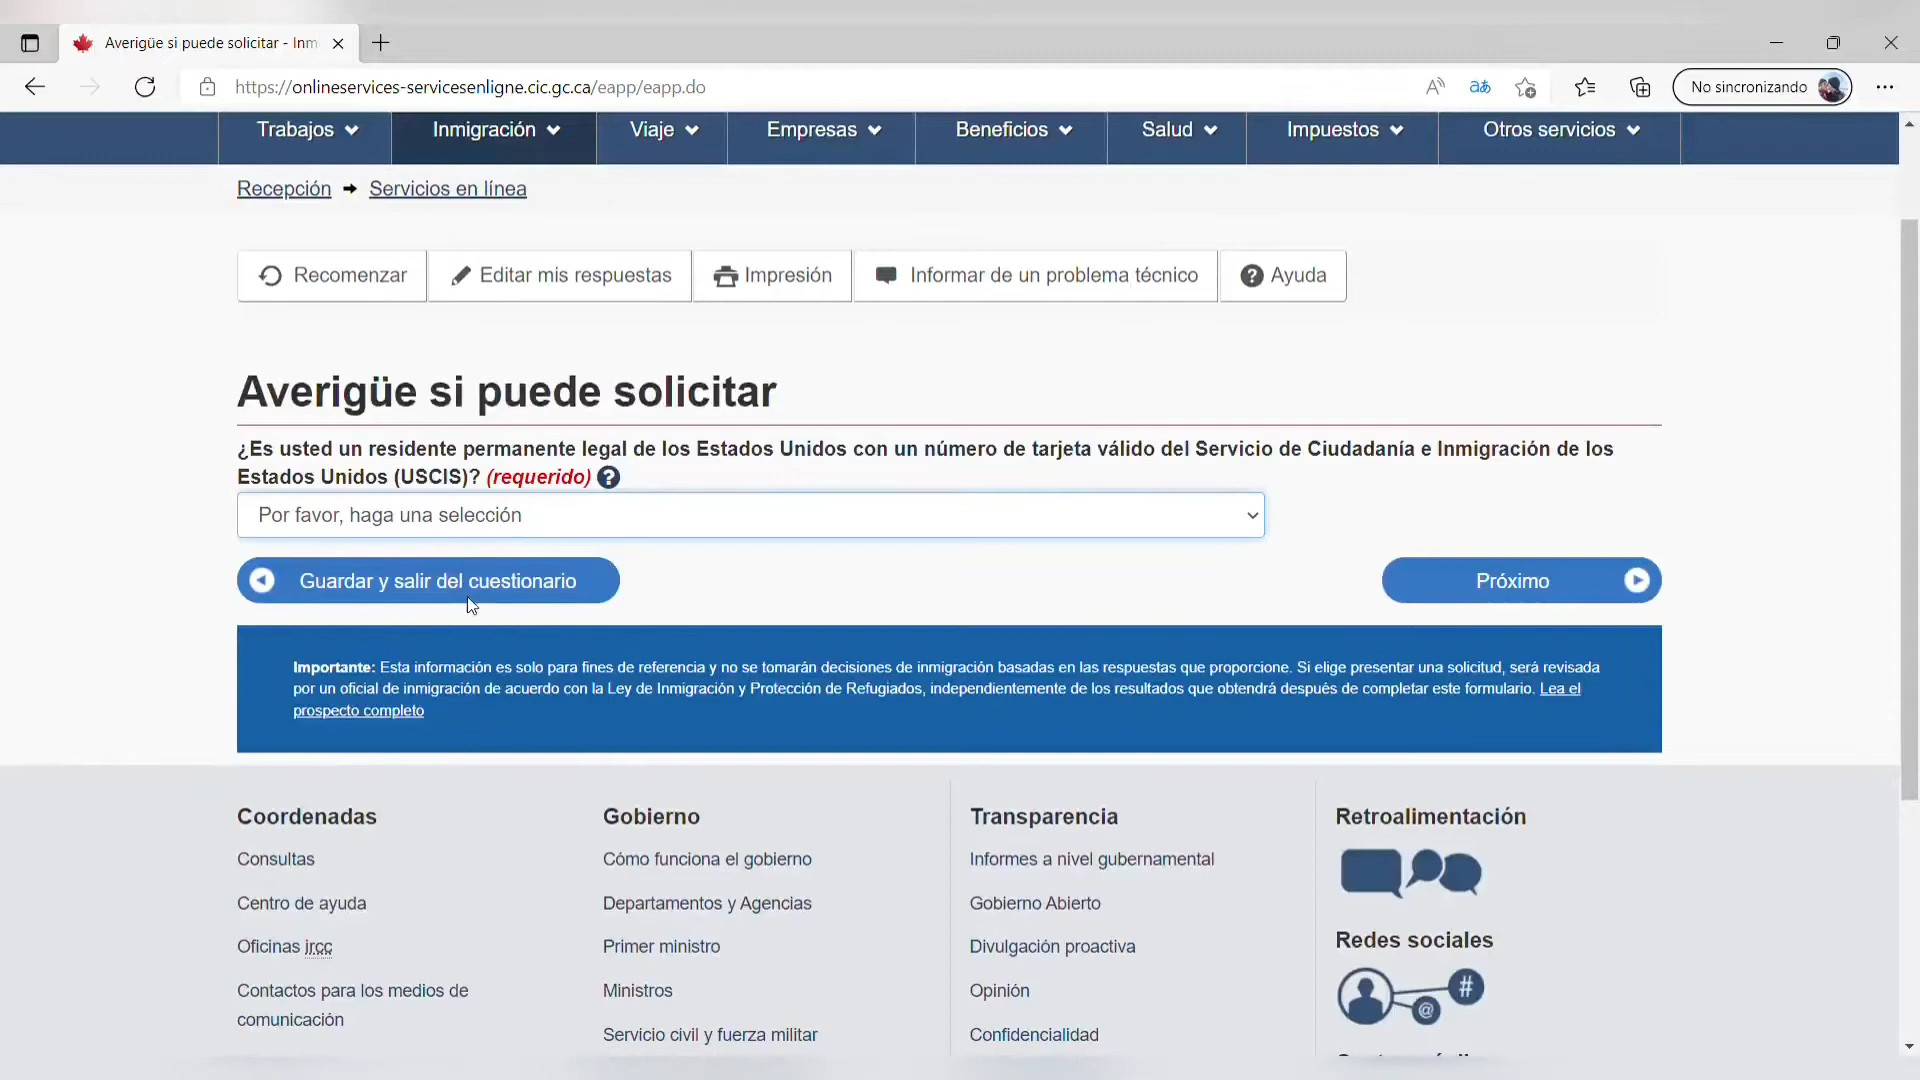 Averigüe si puede solicitar - Inm
https://onlineservices-servicesenligne.cic.gc.ca/eapp/eapp.do
No sincronizando
Trabajos
Inmigración
Viaje
Empresas
Beneficios
Salud
Impuestos
Otros servicios
Recepción
Servicios en línea
Recomenzar
Editar mis respuestas
Impresión
Informar de un problema técnico
Ayuda
Averigüe si puede solicitar
¿Es usted un residente permanente legal de los Estados Unidos con un número de tarjeta válido del Servicio de Ciudadanía e Inmigración de los
Estados Unidos (USCIS)? (requerido)
Por favor, haga una selección
Guardar y salir del cuestionario
Próximo
Importante: Esta información es solo para fines de referencia y no se tomarán decisiones de inmigración basadas en las respuestas que proporcione. Si elige presentar una solicitud, será revisada
por un oficial de inmigración de acuerdo con la Ley de Inmigración y Protección de Refugiados, independientemente de los resultados que obtendrá después de completar este formulario. Lea el
prospecto completo
Coordenadas
Consultas
Centro de ayuda
Oficinas ircc
Contactos para los medios de
comunicación
Gobierno
Cómo funciona el gobierno
Departamentos y Agencias
Primer ministro
Ministros
Servicio civil y fuerza militar
Transparencia
Informes a nivel gubernamental
Gobierno Abierto
Divulgación proactiva
Opinión
Confidencialidad
Retroalimentación
Redes sociales